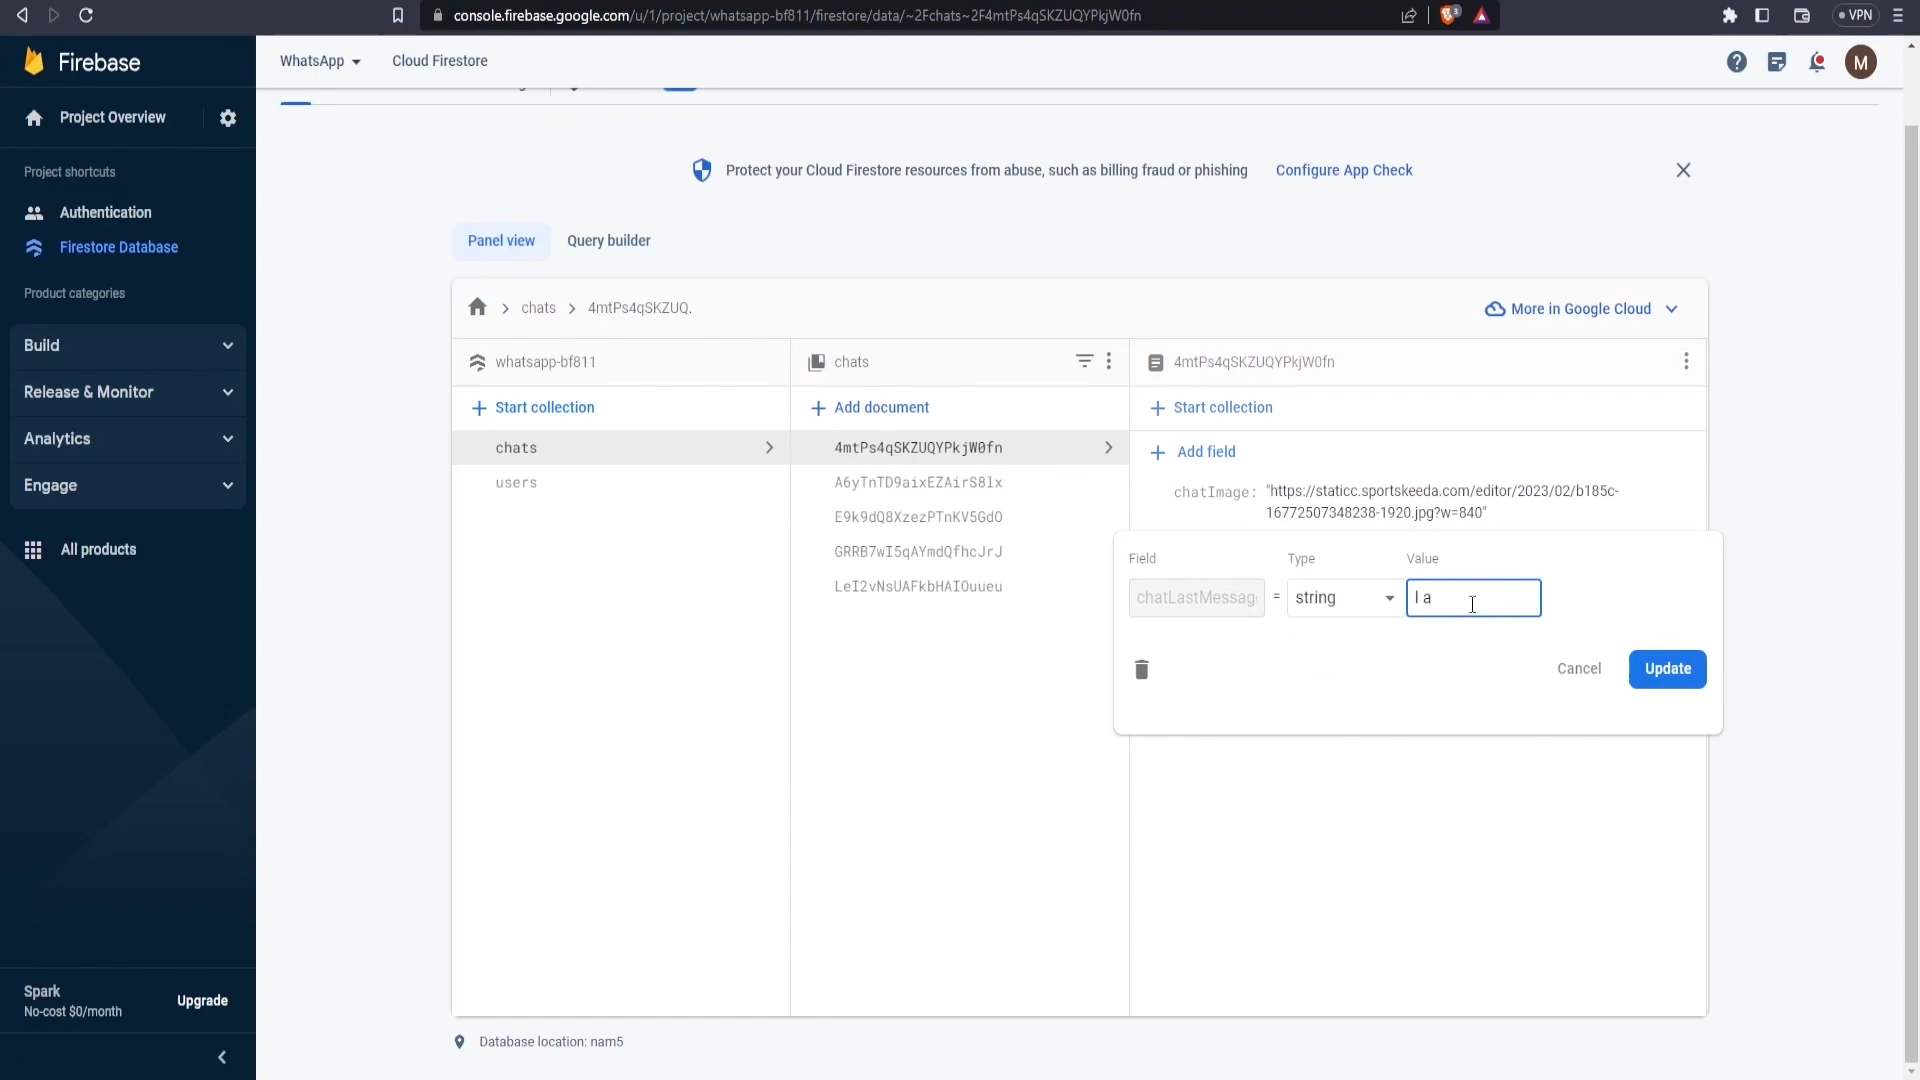 console.firebase.google.com/u/1/project/whatsapp-bf811/firestore/data/~2Fchats~2F4mtPs4qSKZUQYPkjW0fn
3
VPN
Firebase
WhatsApp
Cloud Firestore
M
Project Overview
Project shortcuts
Authentication
Firestore Database
Product categories
Build
Release & Monitor
Analytics
Engage
All products
Spark
No-cost $0/month
Upgrade
Protect your Cloud Firestore resources from abuse, such as billing fraud or phishing
Configure App Check
Panel view
Query builder
chats
4mtPs4qSKZUQ.
More in Google Cloud
whatsapp-bf811
chats
4mtPs4qSKZUQYPkjW0fn
Start collection
Add document
Start collection
chats
users
4mtPs4qSKZUQYPkjW0fn
A6yTnTD9aixEZAirS8lx
E9k9dQ8XzezPTnKV5GdO
GRRB7wI5qAYmdQfhcJrJ
LeI2vNsUAFkbHAIOuueu
Add field
chatImage: "https://staticc.sportskeeda.com/editor/2023/02/b185c-
16772507348238-1920.jpg?w=840"
Field
Type
Value
chatLastMessag
=
string
I a
Cancel
Update
Database location: nam5